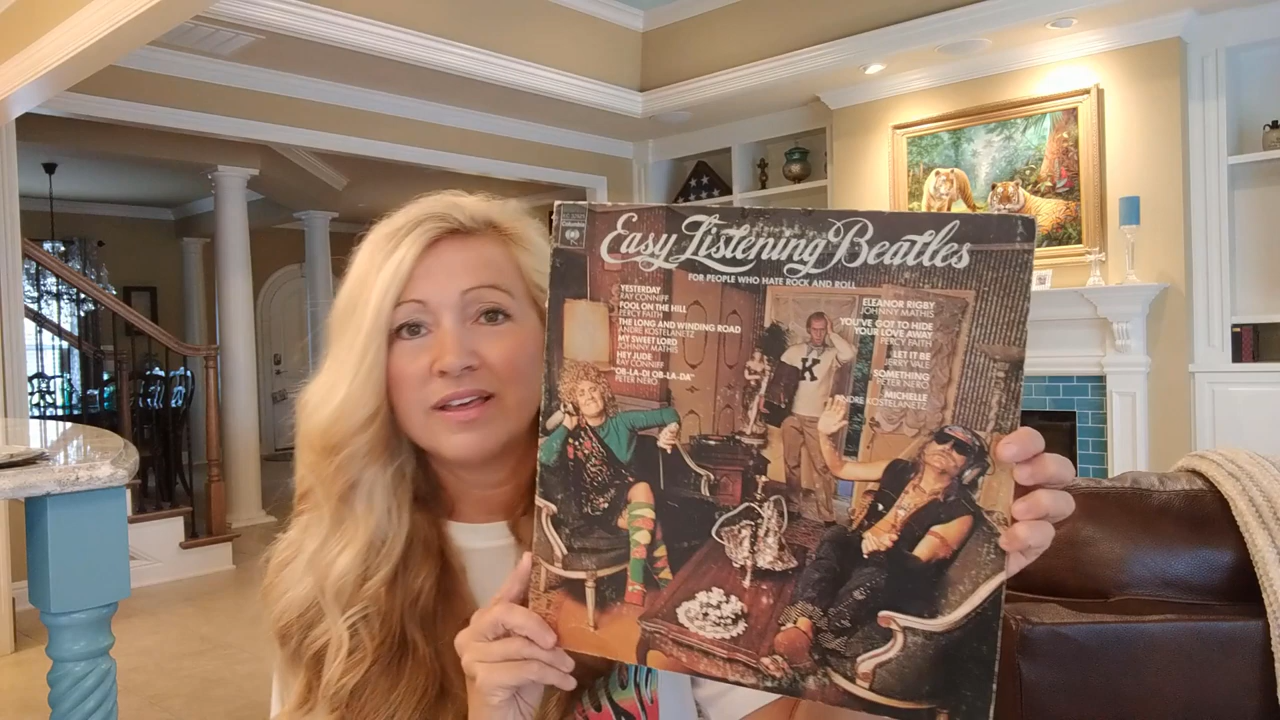 Columbia
Easy Listening Beatles
FOR PEOPLE WHO HATE ROCK AND ROLL
YESTERDAY
RAY CONNIFF
FOOL ON THE HILL
PERCY FAITH
THE LONG AND WINDING ROAD
ANDRE KOSTELANETZ
MY SWEET LORD
JOHNNY MATHIS
HEY JUDE
RAY CONNIFF
"OB-LA-DI OB-LA-DA"
PETER NERO
ELEANOR RIGBY
JOHNNY MATHIS
YOU'VE GOT TO HIDE
YOUR LOVE AWAY
PERCY FAITH
LET IT BE
JERRY VALE
SOMETHING
PETER NERO
MICHELLE
ANDRE KOSTELANETZ
K